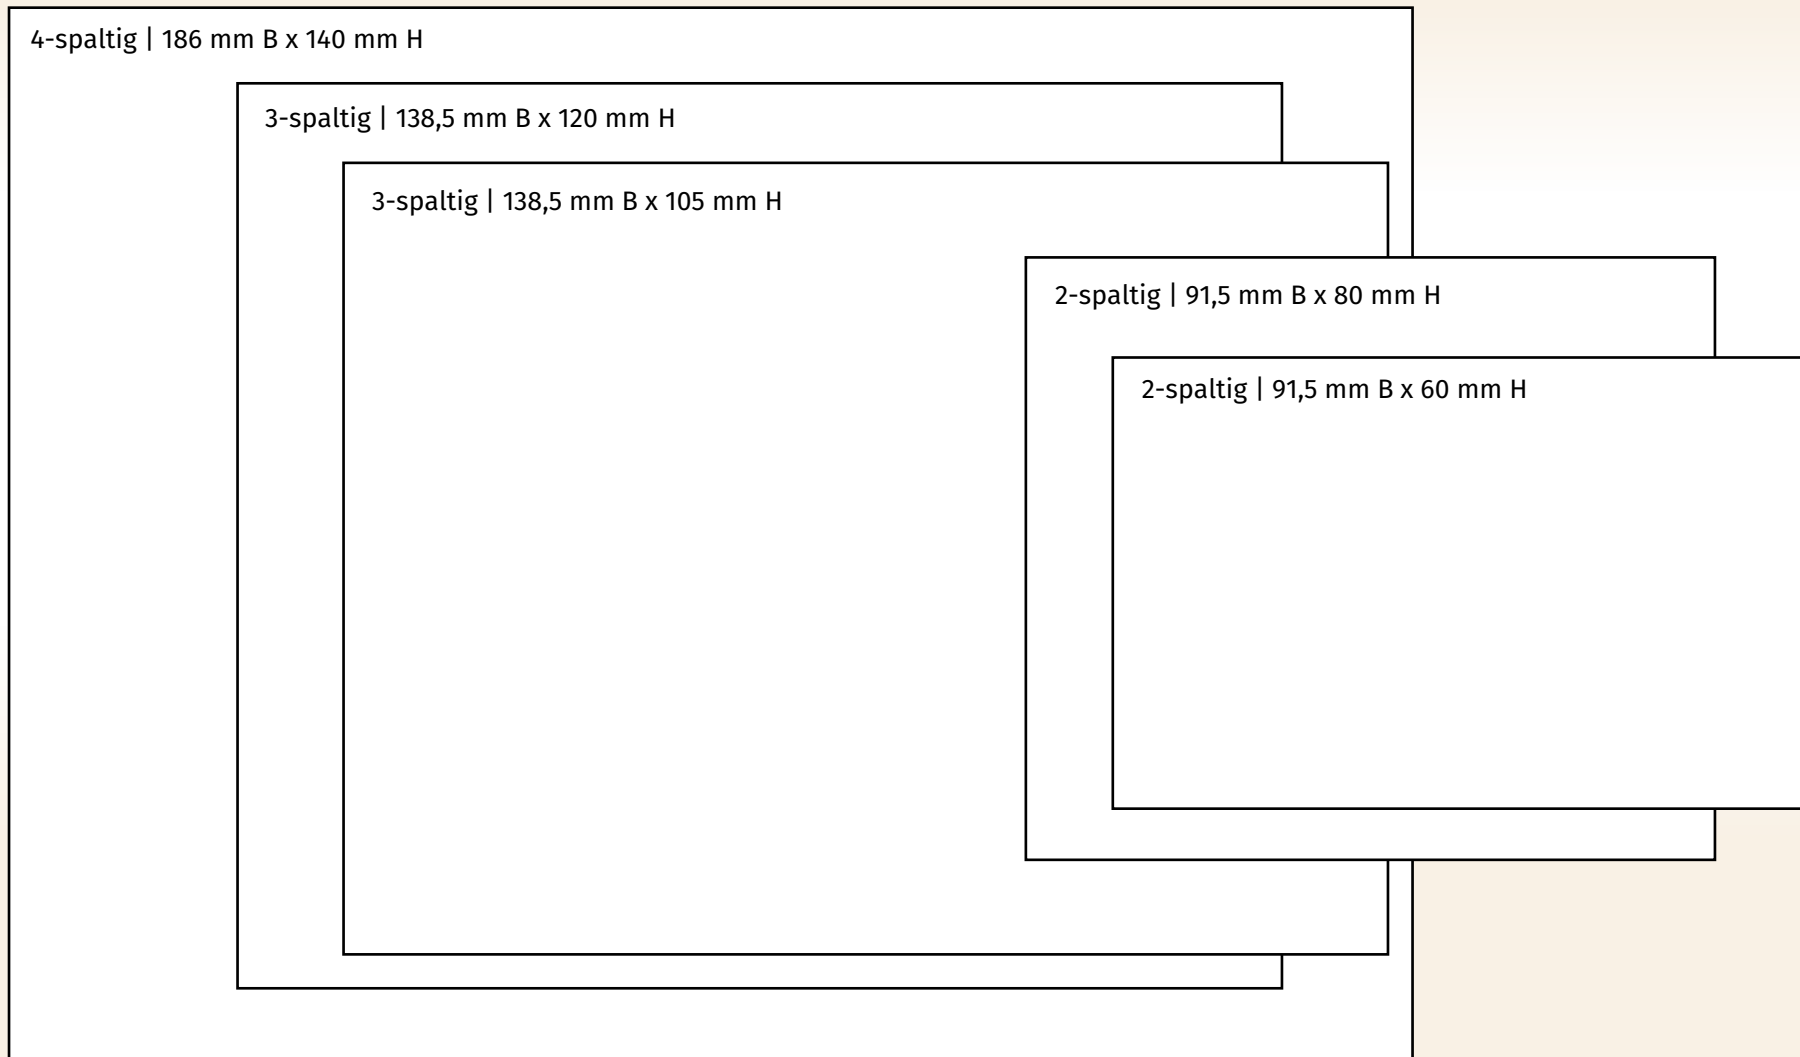 4-spaltig | 186 mm B x 140 mm H
3-spaltig | 138,5 mm B x 120 mm H
3-spaltig | 138,5 mm B x 105 mm H
2-spaltig | 91,5 mm B x 80 mm H
2-spaltig | 91,5 mm B x 60 mm H